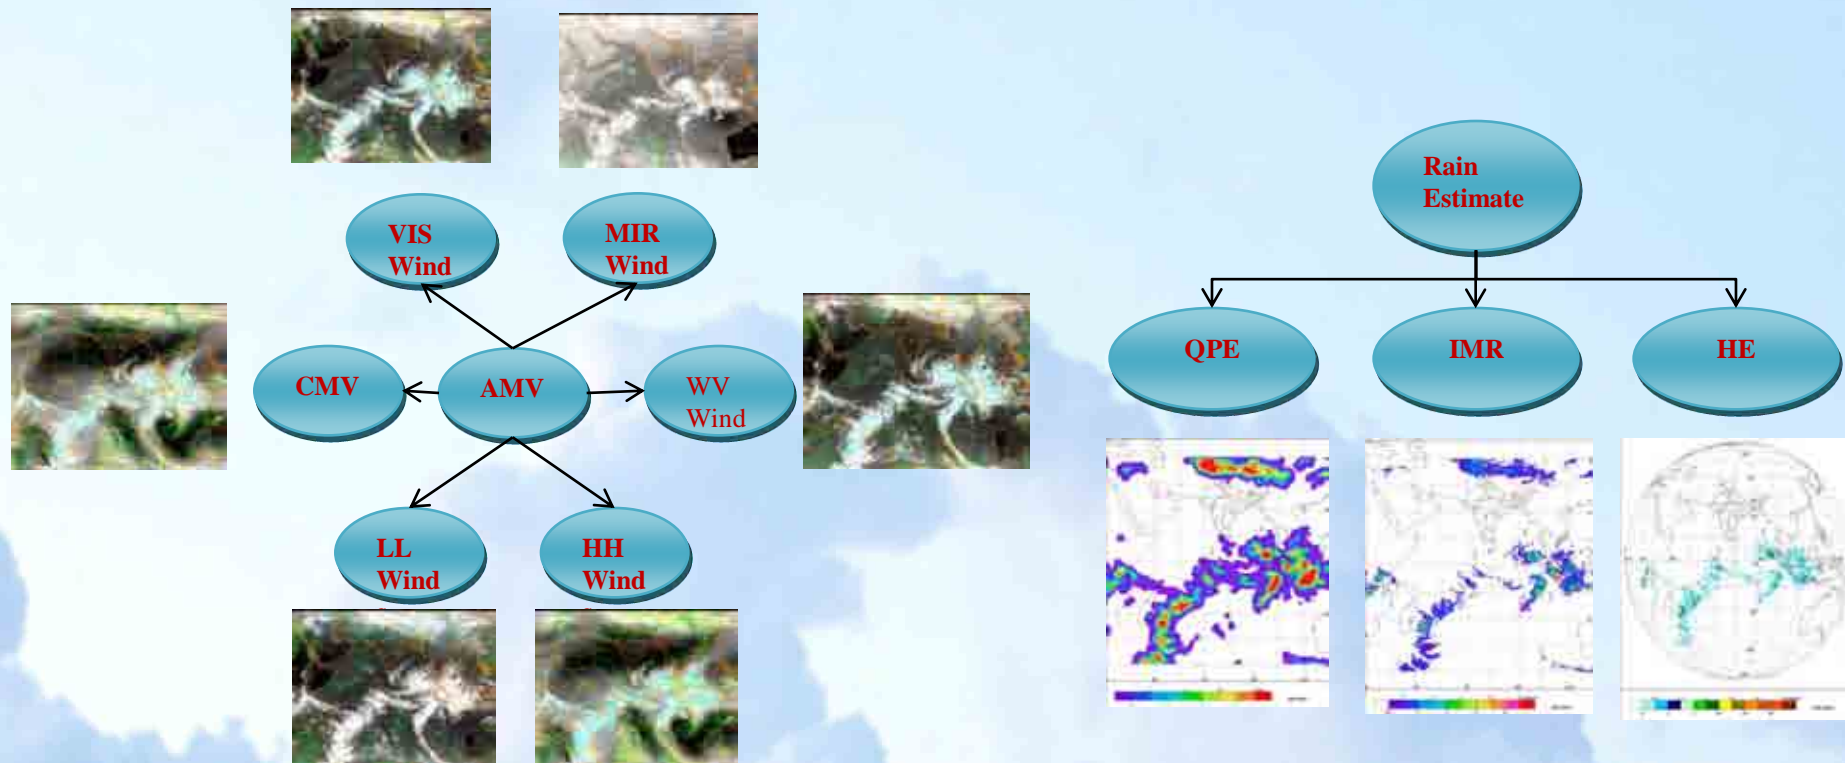 VIS
Wind
MIR
Wind
CMV
AMV
WV
Wind
LL
Wind
HH
Wind
Rain
Estimate
QPE
IMR
HE